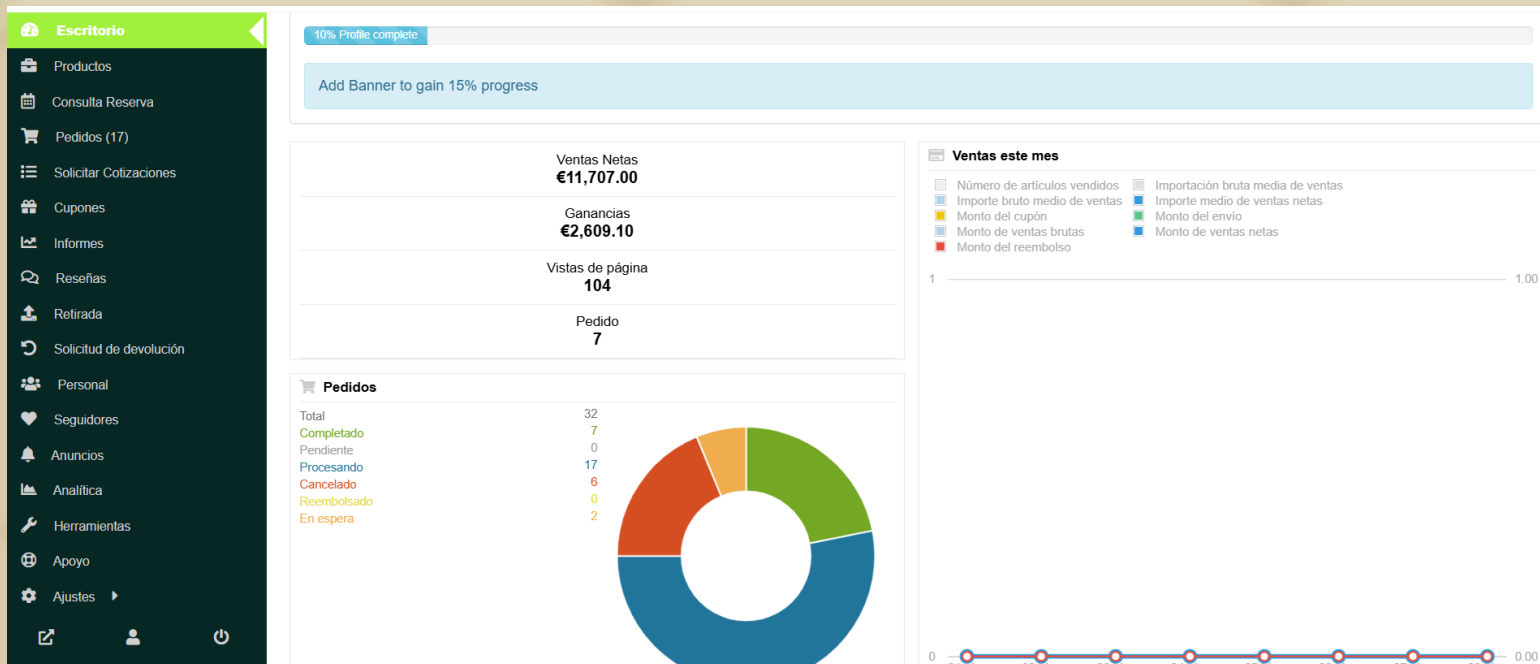 Escritorio
Productos
Consulta Reserva
Pedidos (17)
Solicitar Cotizaciones
Cupones
Informes
Reseñas
Retirada
Solicitud de devolución
Personal
Seguidores
Anuncios
Analítica
Herramientas
Apoyo
Ajustes
10% Profile complete
Add Banner to gain 15% progress
Ventas Netas
€11,707.00
Ganancias
€2,609.10
Vistas de página
104
Pedido
7
Pedidos
Total 32
Completado 7
Pendiente 0
Procesando 17
Cancelado 6
Reembolsado 0
En espera 2
Ventas este mes
Número de artículos vendidos Importación bruta media de ventas
Importe bruto medio de ventas Importe medio de ventas netas
Monto del cupón Monto del envío
Monto de ventas brutas Monto de ventas netas
Monto del reembolso
1 1.00
0 0.00